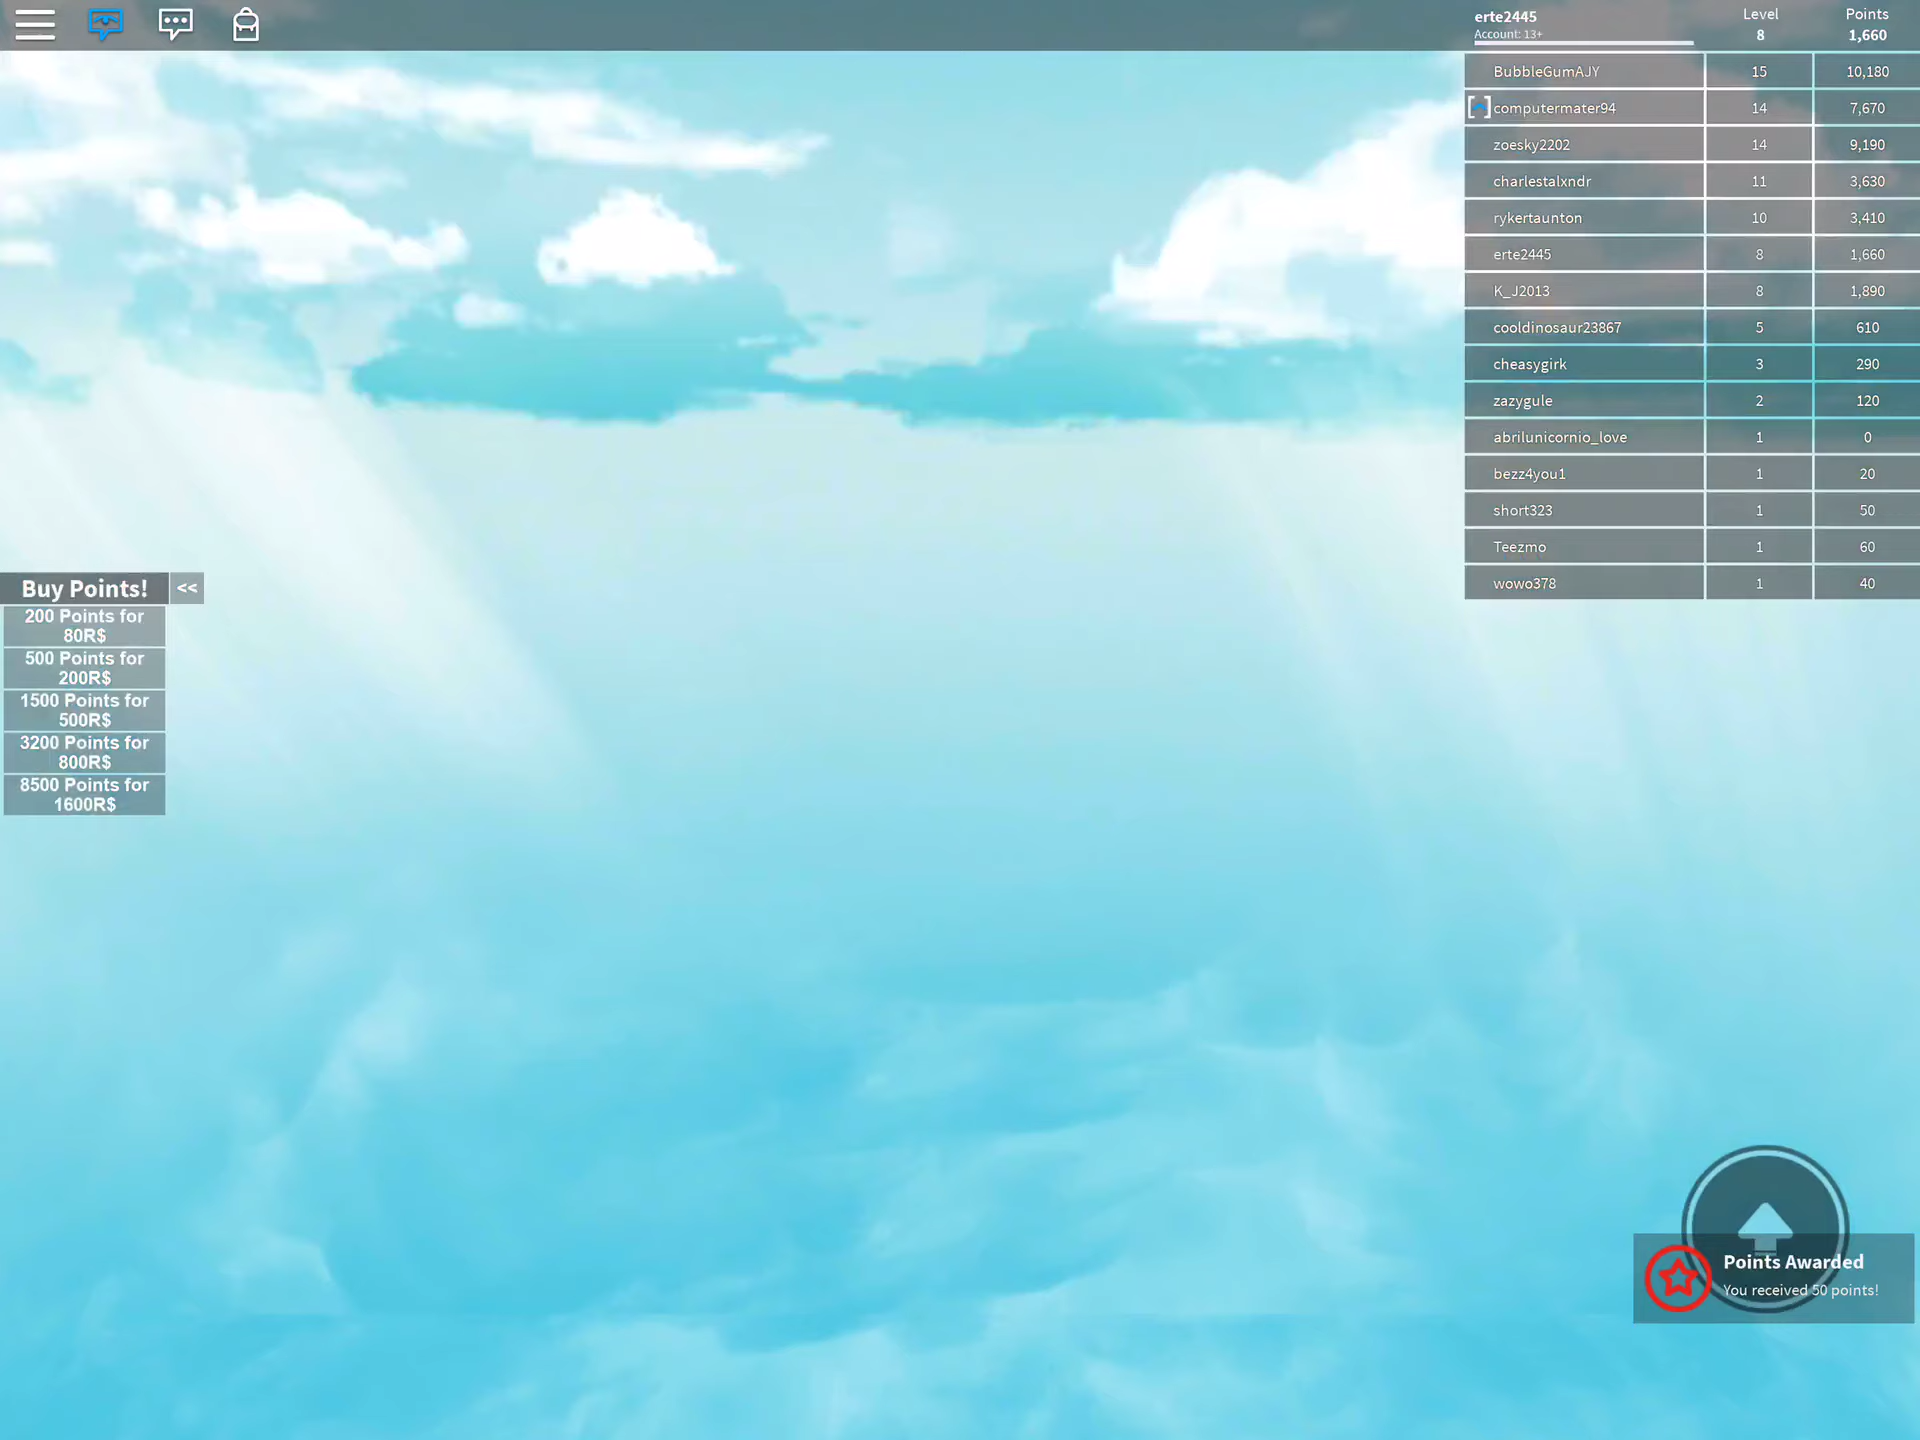 erte2445
Account: 13+
Level
8
Points
1,660
BubbleGumAJY 15 10,180
computermater94 14 7,670
zoesky2202 14 9,190
charlestalxndr 11 3,630
rykertaunton 10 3,410
erte2445 8 1,660
K_J2013 8 1,890
cooldinosaur23867 5 610
cheasygirk 3 290
zazygule 2 120
abrilunicornio_love 1 0
bezz4you1 1 20
short323 1 50
Teezmo 1 60
wowo378 1 40
Buy Points! <<
200 Points for
80R$
500 Points for
200R$
1500 Points for
500R$
3200 Points for
800R$
8500 Points for
1600R$
Points Awarded
You received 50 points!